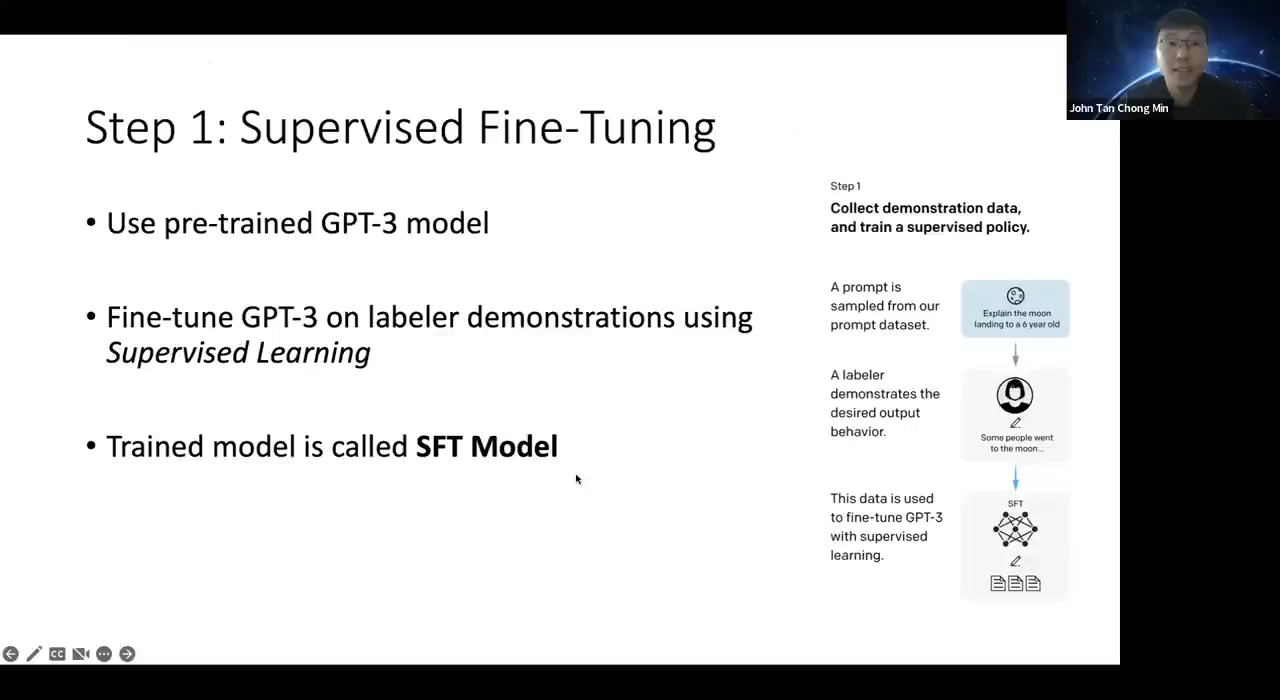 John Tan Chong Min
Step 1: Supervised Fine-Tuning
• Use pre-trained GPT-3 model
• Fine-tune GPT-3 on labeler demonstrations using
Supervised Learning
• Trained model is called SFT Model
Step 1
Collect demonstration data,
and train a supervised policy.
A prompt is
sampled from our
prompt dataset.
Explain the moon
landing to a 6 year old
A labeler
demonstrates the
desired output
behavior.
Some people went
to the moon...
This data is used
to fine-tune GPT-3
with supervised
learning.
SFT
CC